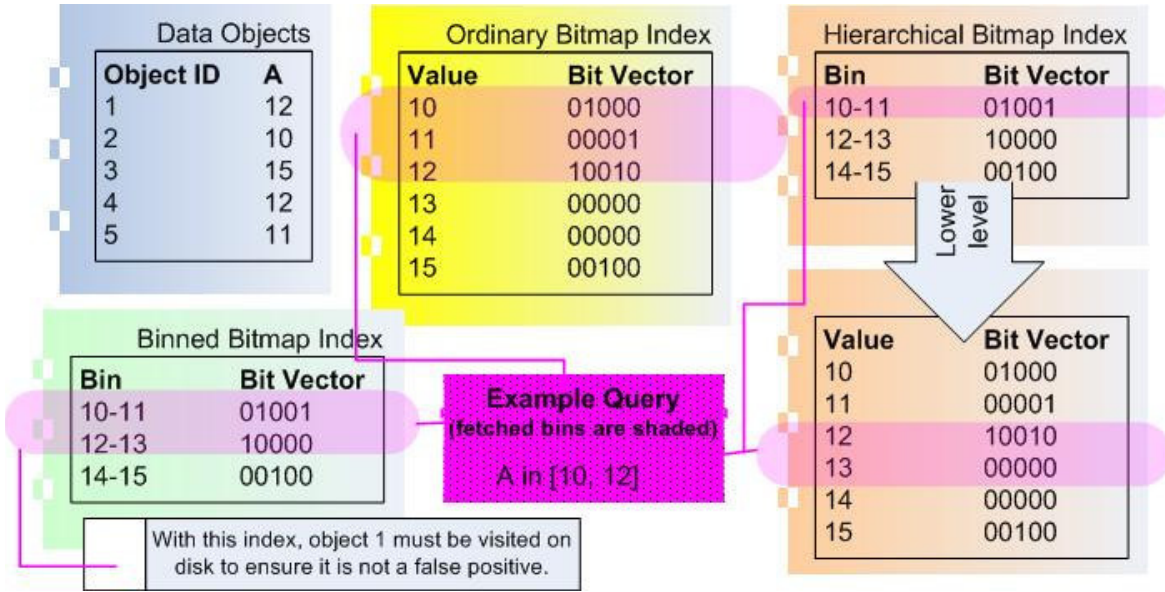 Data Objects
Object ID A
1 12
2 10
3 15
4 12
5 11
Ordinary Bitmap Index
Value Bit Vector
10 01000
11 00001
12 10010
13 00000
14 00000
15 00100
Hierarchical Bitmap Index
Bin Bit Vector
10-11 01001
12-13 10000
14-15 00100
Lower
level
Value Bit Vector
10 01000
11 00001
12 10010
13 00000
14 00000
15 00100
Binned Bitmap Index
Bin Bit Vector
10-11 01001
12-13 10000
14-15 00100
Example Query
(fetched bins are shaded)
A in [10, 12]
With this index, object 1 must be visited on
disk to ensure it is not a false positive.